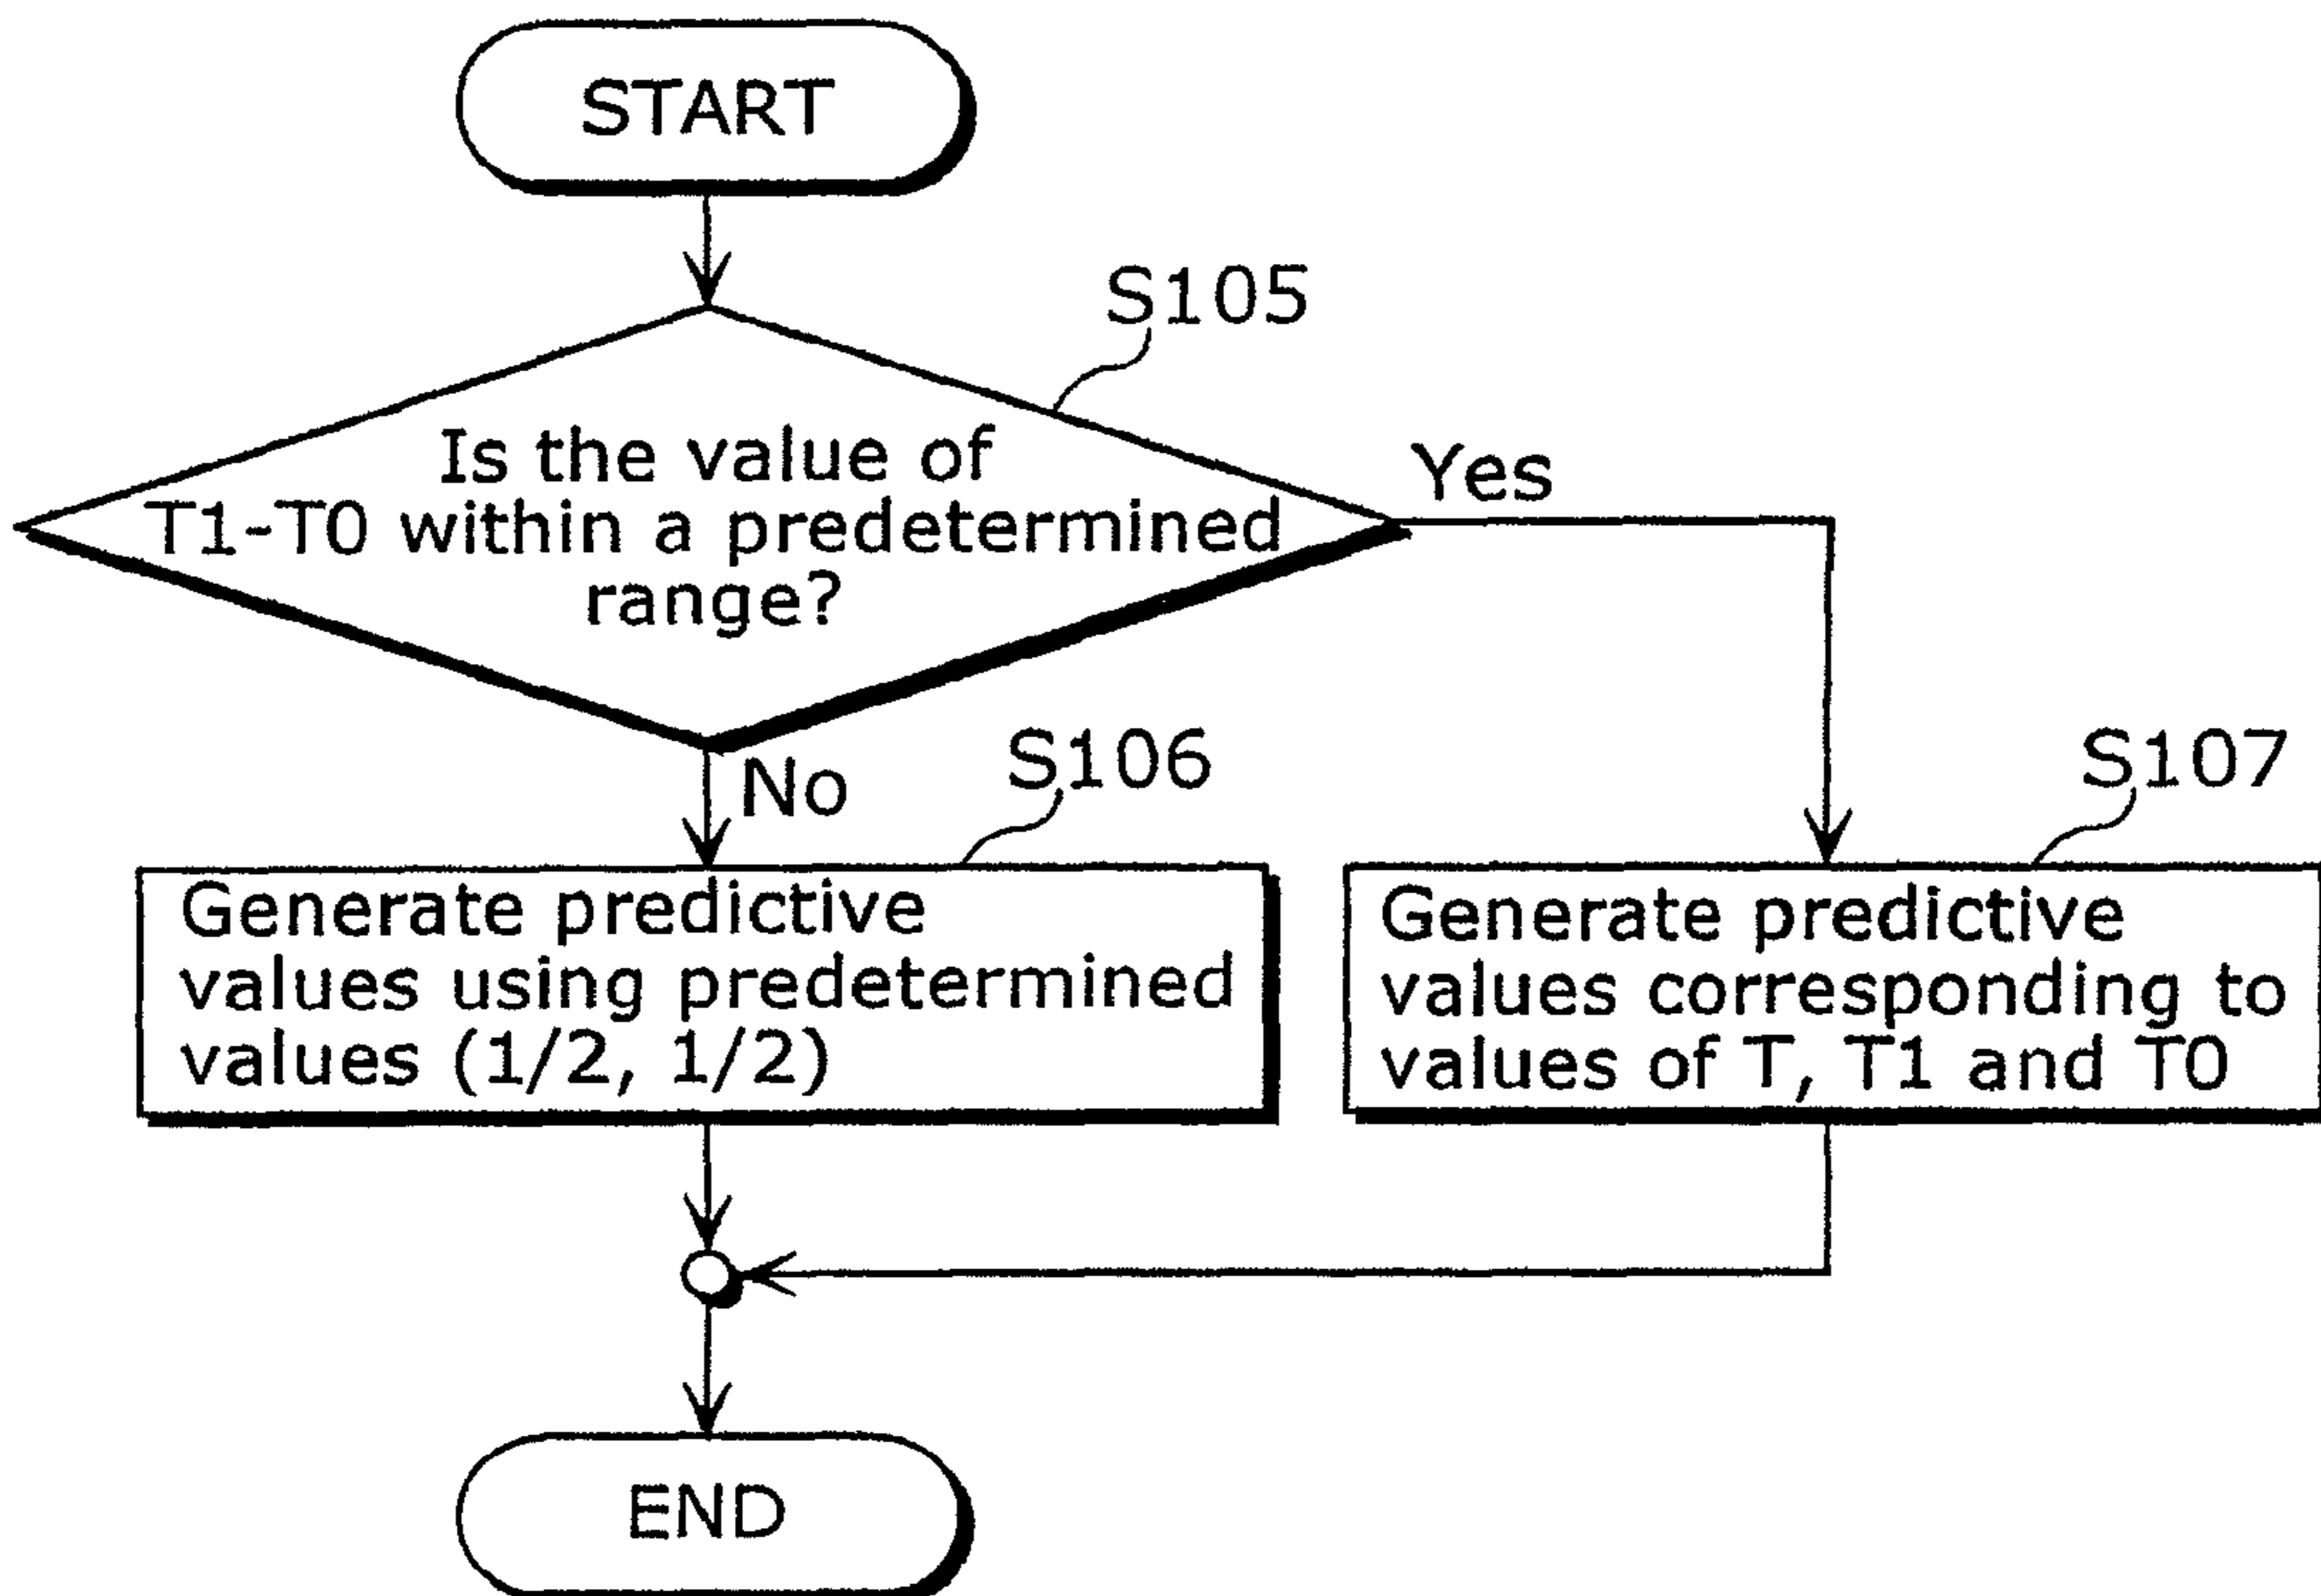 START
S105
Is the value of
T1-T0 within a predetermined
range?
Yes
No
S106
S107
Generate predictive
values using predetermined
values (1/2, 1/2)
Generate predictive
values corresponding to
values of T, T1 and T0
END